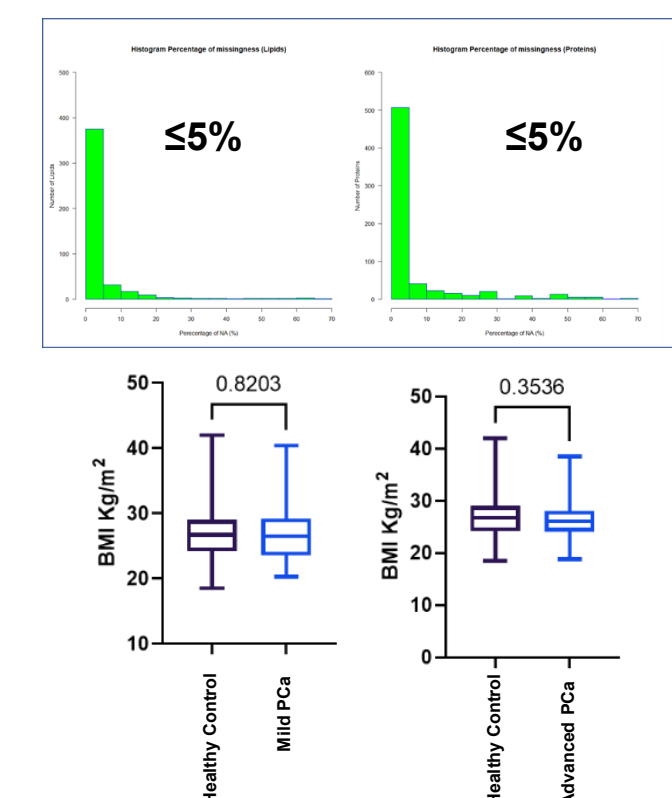 Histogram Percentage of missingness (Lipids)
500
400
300
200
100
0
Number of Lipids
≤5%
0 10 20 30 40 50 60 70
Perecentage of NA (%)
Histogram Percentage of missingness (Proteins)
600
500
400
300
200
100
0
Number of Proteins
≤5%
0 10 20 30 40 50 60 70
Perecentage of NA (%)
50
40
30
20
10
BMI Kg/m²
0.8203
Healthy Control
Mild PCa
50
40
30
20
10
0
BMI Kg/m²
0.3536
Healthy Control
Advanced PCa